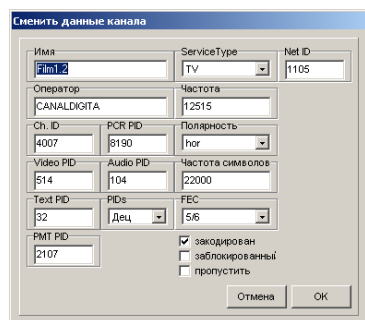 Сменить данные канала
Имя ServiceType Net ID
Film1.2 TV 1105
Оператор Частота
CANALDIGITA 12515
Ch. ID PCR PID Полярность
4007 8190 hor
Video PID Audio PID Частота символов
514 104 22000
Text PID PIDs FEC
32 Дец 5/6
PMT PID
2107
закодирован
заблокированный
пропустить
Отмена OK